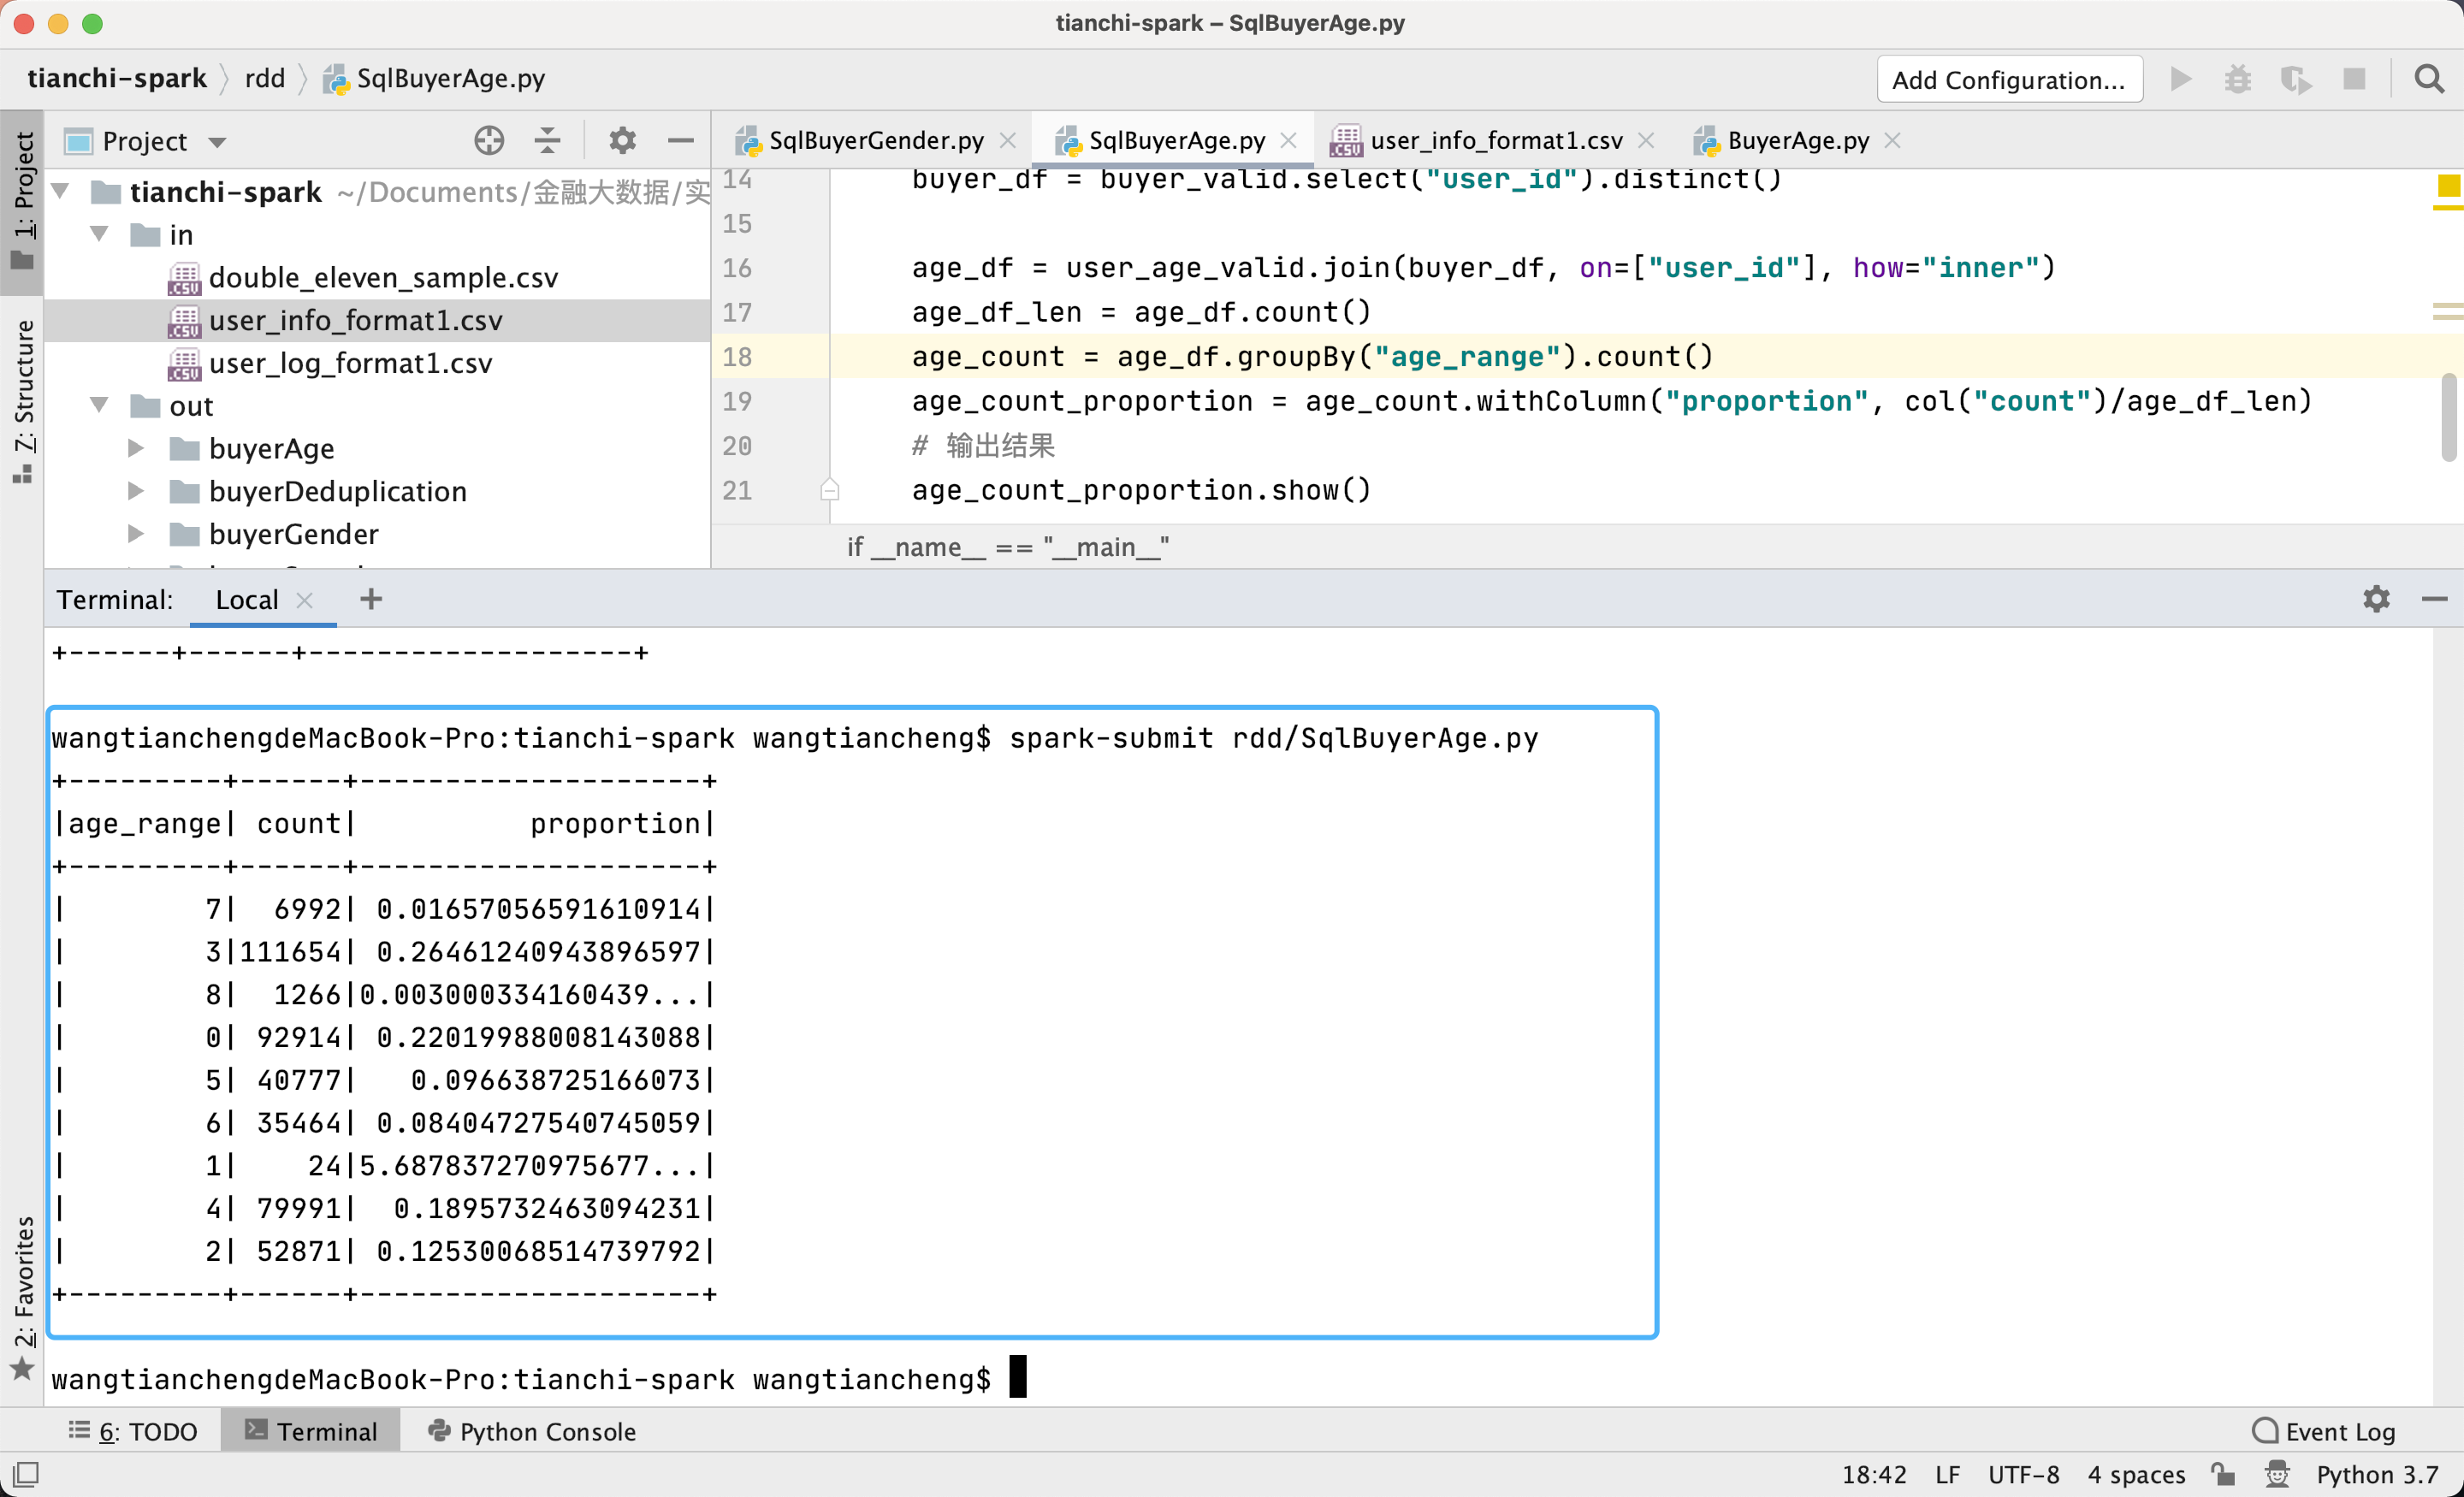 tianchi-spark – SqlBuyerAge.py
tianchi-spark rdd SqlBuyerAge.py
Add Configuration...
1: Project
7: Structure
2: Favorites
Project
tianchi-spark ~/Documents/金融大数据/实
in
double_eleven_sample.csv
user_info_format1.csv
user_log_format1.csv
out
buyerAge
buyerDeduplication
buyerGender
SqlBuyerGender.py SqlBuyerAge.py user_info_format1.csv BuyerAge.py
14 buyer_df = buyer_valid.select("user_id").distinct()
15
16 age_df = user_age_valid.join(buyer_df, on=["user_id"], how="inner")
17 age_df_len = age_df.count()
18 age_count = age_df.groupBy("age_range").count()
19 age_count_proportion = age_count.withColumn("proportion", col("count")/age_df_len)
20 # 输出结果
21 age_count_proportion.show()
if __name__ == "__main__"
Terminal: Local +
+------+------+-------------------+
wangtianchengdeMacBook-Pro:tianchi-spark wangtiancheng$ spark-submit rdd/SqlBuyerAge.py
+---------+------+--------------------+
|age_range| count|          proportion|
+---------+------+--------------------+
|        7|  6992| 0.01657056591610914|
|        3|111654| 0.26461240943896597|
|        8|  1266|0.003000334160439...|
|        0| 92914| 0.22019988008143088|
|        5| 40777|   0.096638725166073|
|        6| 35464| 0.08404727540745059|
|        1|    24|5.687837270975677...|
|        4| 79991|  0.1895732463094231|
|        2| 52871| 0.12530068514739792|
+---------+------+--------------------+
wangtianchengdeMacBook-Pro:tianchi-spark wangtiancheng$
6: TODO Terminal Python Console Event Log
18:42 LF UTF-8 4 spaces Python 3.7